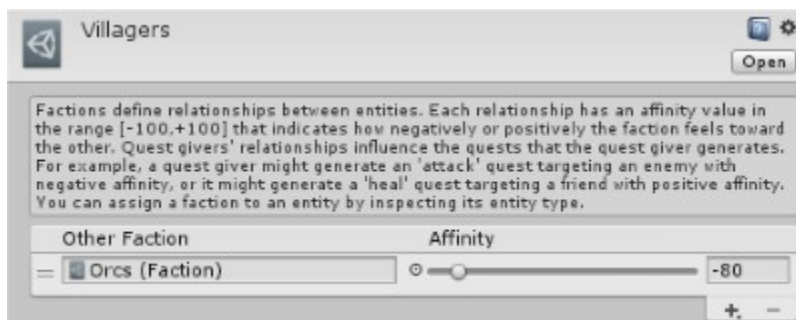 Villagers
Open
Factions define relationships between entities. Each relationship has an affinity value in
the range [-100,+100] that indicates how negatively or positively the faction feels toward
the other. Quest givers' relationships influence the quests that the quest giver generates.
For example, a quest giver might generate an 'attack' quest targeting an enemy with
negative affinity, or it might generate a 'heal' quest targeting a friend with positive affinity.
You can assign a faction to an entity by inspecting its entity type.
Other Faction Affinity
Orcs (Faction) -80